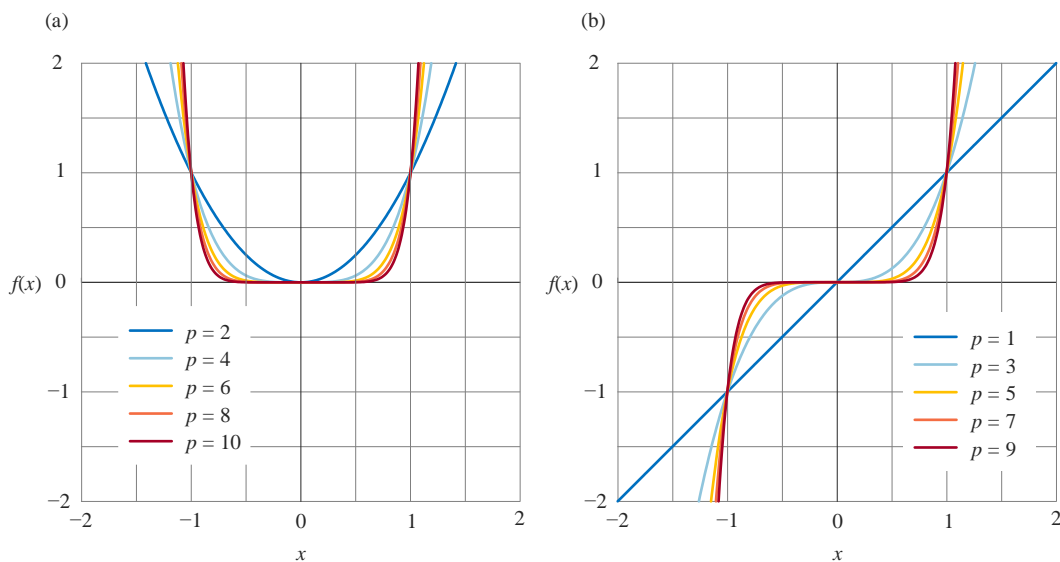 (a)
2
1
0
−1
−2
f(x)
−2
−1
0
1
2
x
p = 2
p = 4
p = 6
p = 8
p = 10
(b)
2
1
0
−1
−2
f(x)
−2
−1
0
1
2
x
p = 1
p = 3
p = 5
p = 7
p = 9